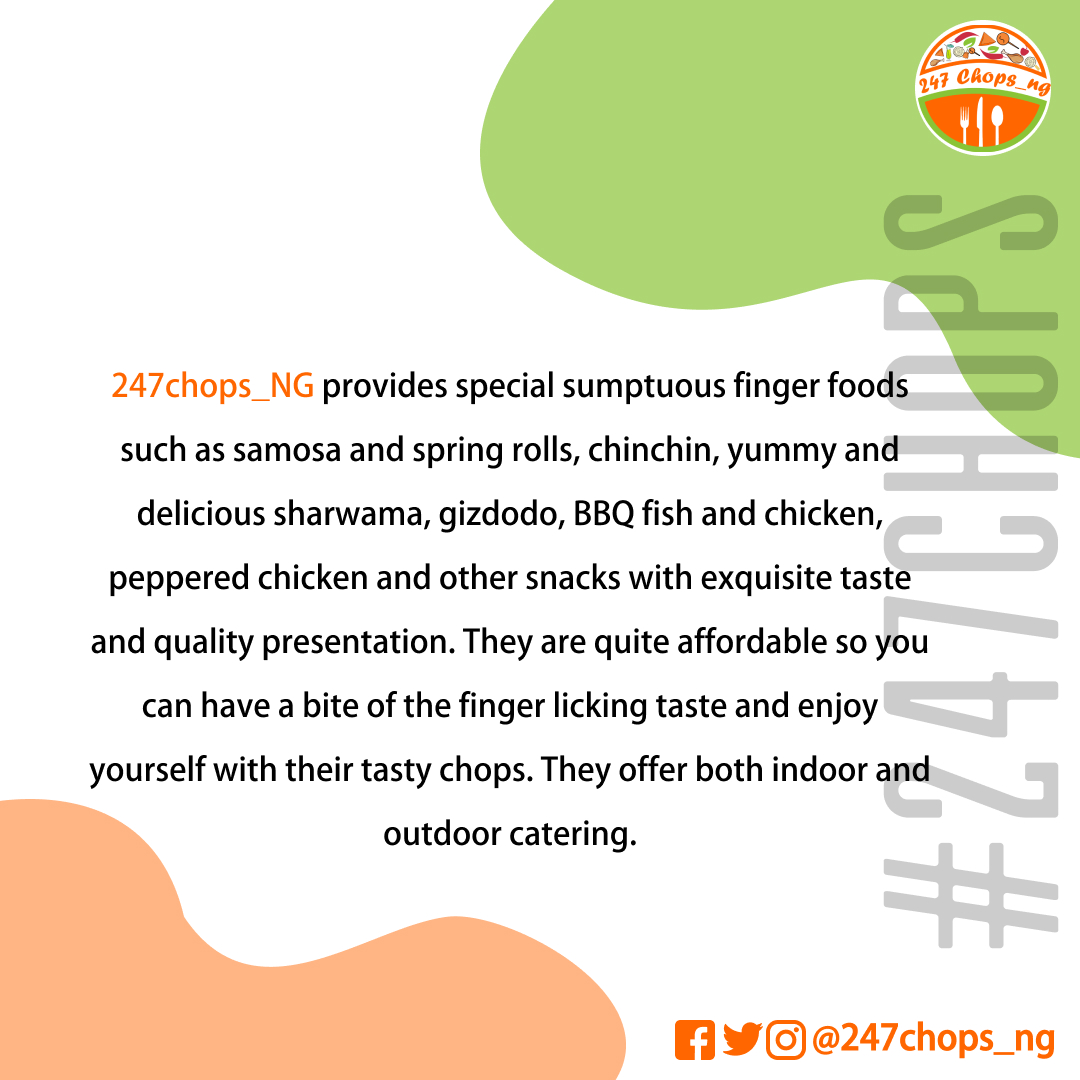 247 Chops_ng
#247CHOPS
247chops_NG provides special sumptuous finger foods
such as samosa and spring rolls, chinchin, yummy and
delicious sharwama, gizdodo, BBQ fish and chicken,
peppered chicken and other snacks with exquisite taste
and quality presentation. They are quite affordable so you
can have a bite of the finger licking taste and enjoy
yourself with their tasty chops. They offer both indoor and
outdoor catering.
@247chops_ng